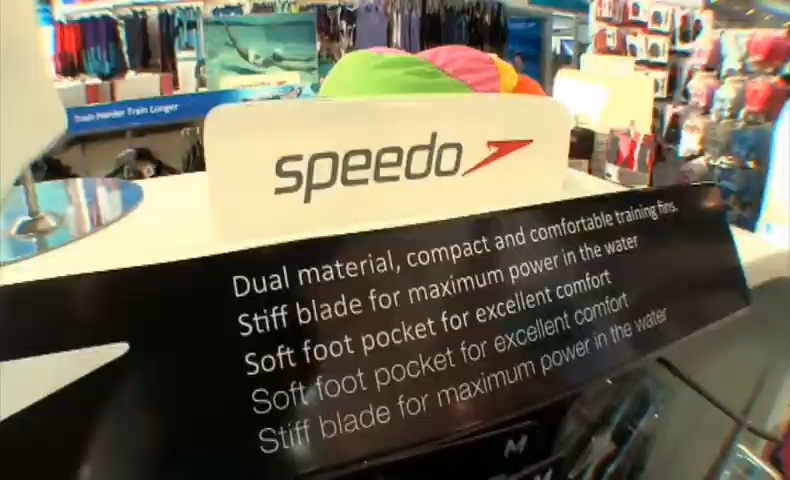 Train Harder Train Longer
speedo
Dual material, compact and comfortable training fins.
Stiff blade for maximum power in the water
Soft foot pocket for excellent comfort
Soft foot pocket for excellent comfort
Stiff blade for maximum power in the water
M